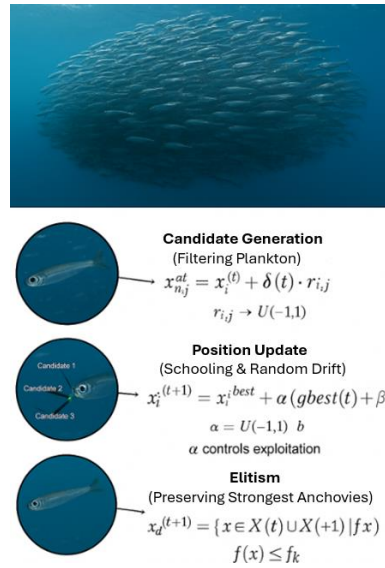 Candidate Generation
(Filtering Plankton)
x_{n,j}^{at} = x_i^{(t)} + δ(t) · r_{i,j}
r_{i,j} → U(-1,1)
Candidate 1
Candidate 2
Candidate 3
Position Update
(Schooling & Random Drift)
x_i^{(t+1)} = x_i^{best} + α(gbest(t) + β
α = U(-1,1) b
α controls exploitation
Elitism
(Preserving Strongest Anchovies)
x_d^{(t+1)} = {x ∈ X(t) ∪ X(+1) | fx)
f(x) ≤ f_k